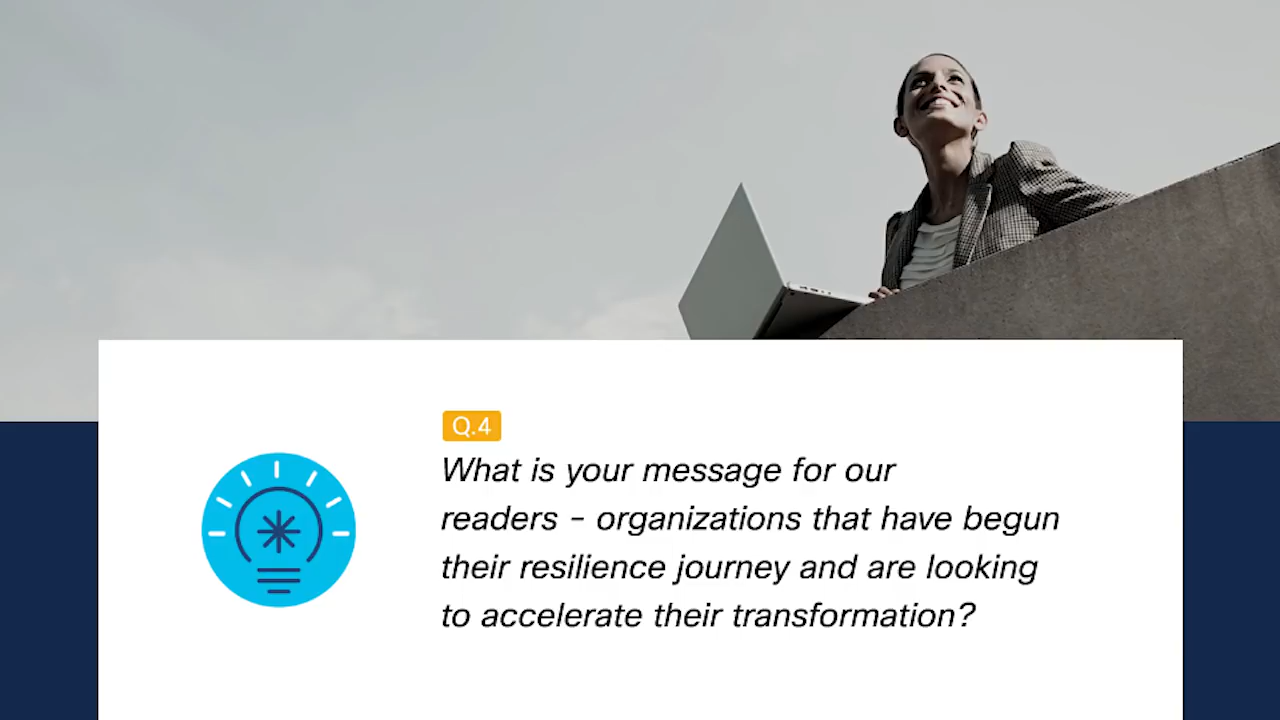 Q.4
What is your message for our
readers – organizations that have begun
their resilience journey and are looking
to accelerate their transformation?